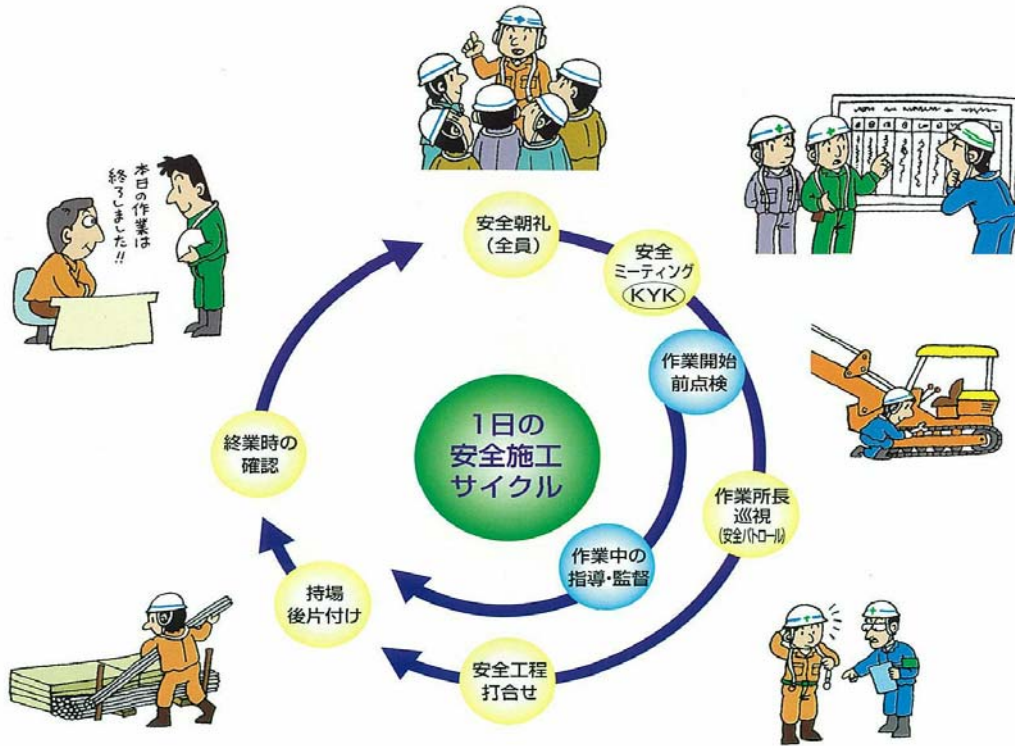 安全朝礼
(全員)
安全
ミーティング
KYK
作業開始
前点検
作業所長
巡視
(安全パトロール)
作業中の
指導・監督
安全工程
打合せ
持場
後片付け
終業時の
確認
1日の
安全施工
サイクル
本日の作業は
終了しました!!